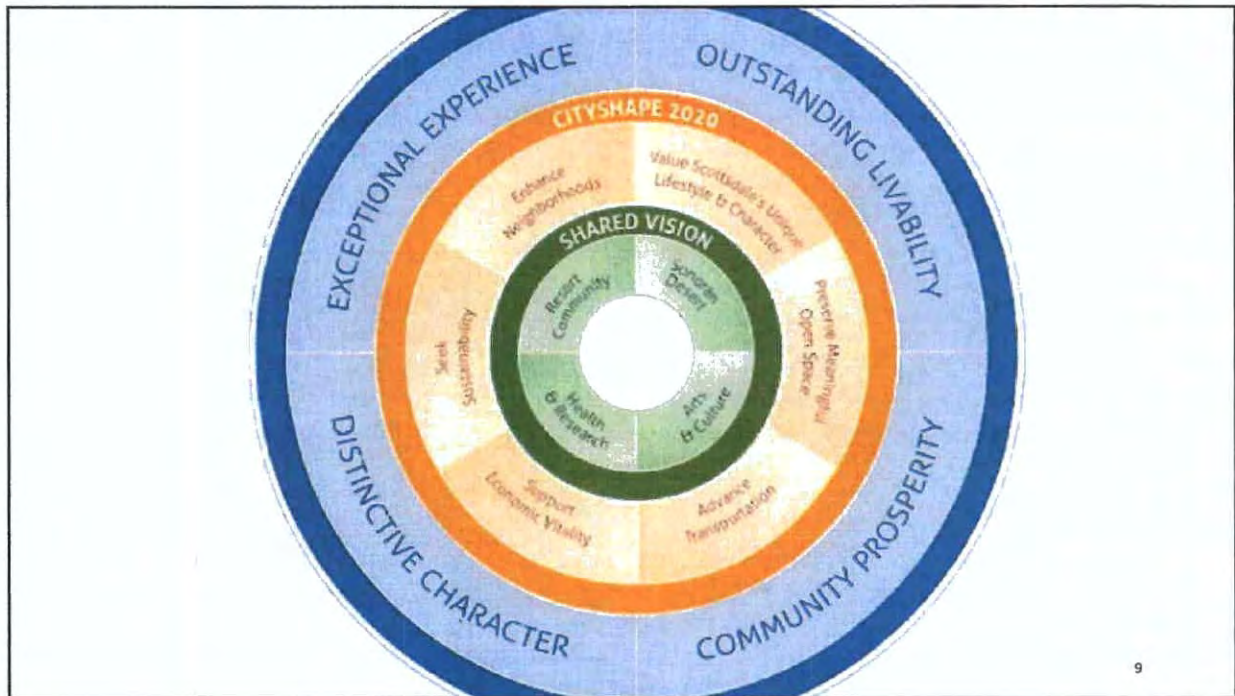 EXCEPTIONAL EXPERIENCE
OUTSTANDING LIVABILITY
CITYSHAPE 2020
Enhance
Neighborhoods
Value Scottsdale's Unique
Lifestyle & Character
SHARED VISION
Resort
Community
Sonoran
Desert
Seek
Sustainability
Preserve Meaningful
Open Space
Health
& Research
Arts
& Culture
Support
Economic Vitality
Advance
Transportation
DISTINCTIVE CHARACTER
COMMUNITY PROSPERITY
9